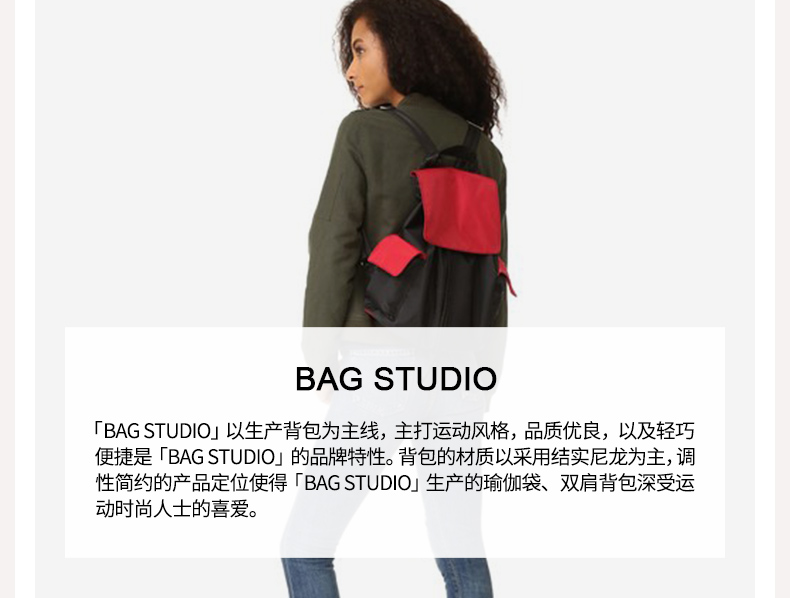 BAG STUDIO
「BAG STUDIO」以生产背包为主线，主打运动风格，品质优良，以及轻巧
便捷是「BAG STUDIO」的品牌特性。背包的材质以采用结实尼龙为主，调
性简约的产品定位使得「BAG STUDIO」生产的瑜伽袋、双肩背包深受运
动时尚人士的喜爱。